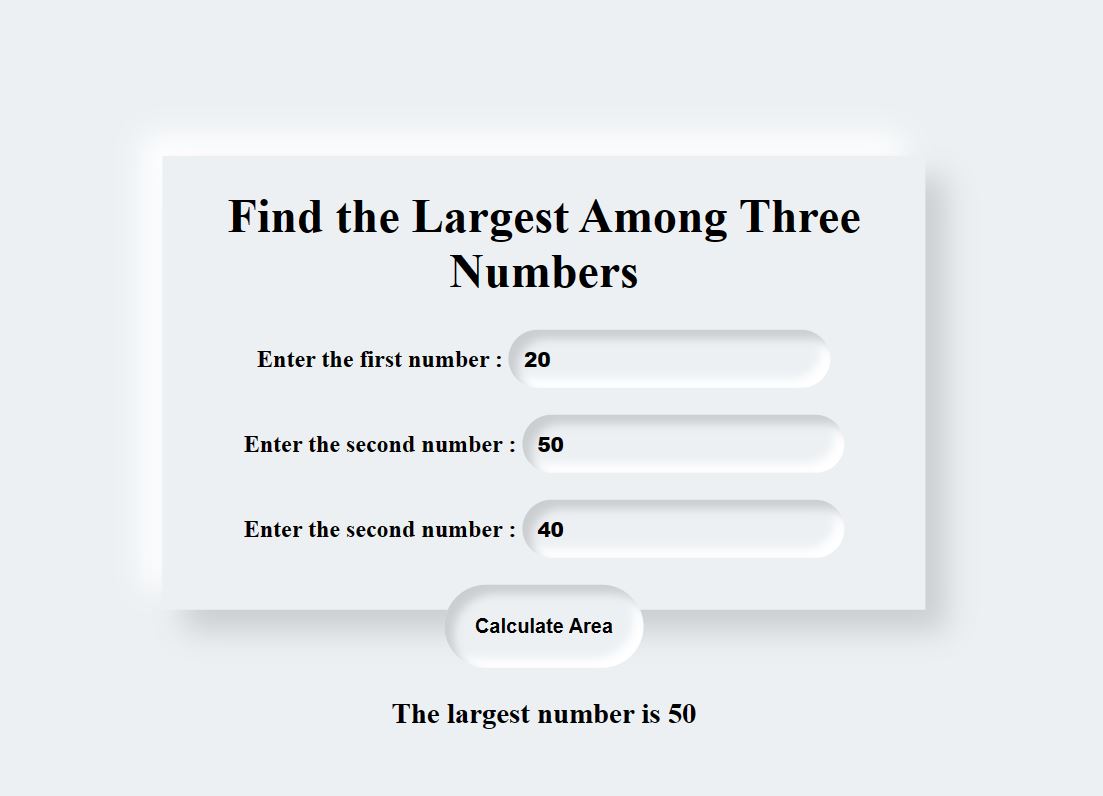 Find the Largest Among Three
Numbers
Enter the first number : 20
Enter the second number : 50
Enter the second number : 40
Calculate Area
The largest number is 50